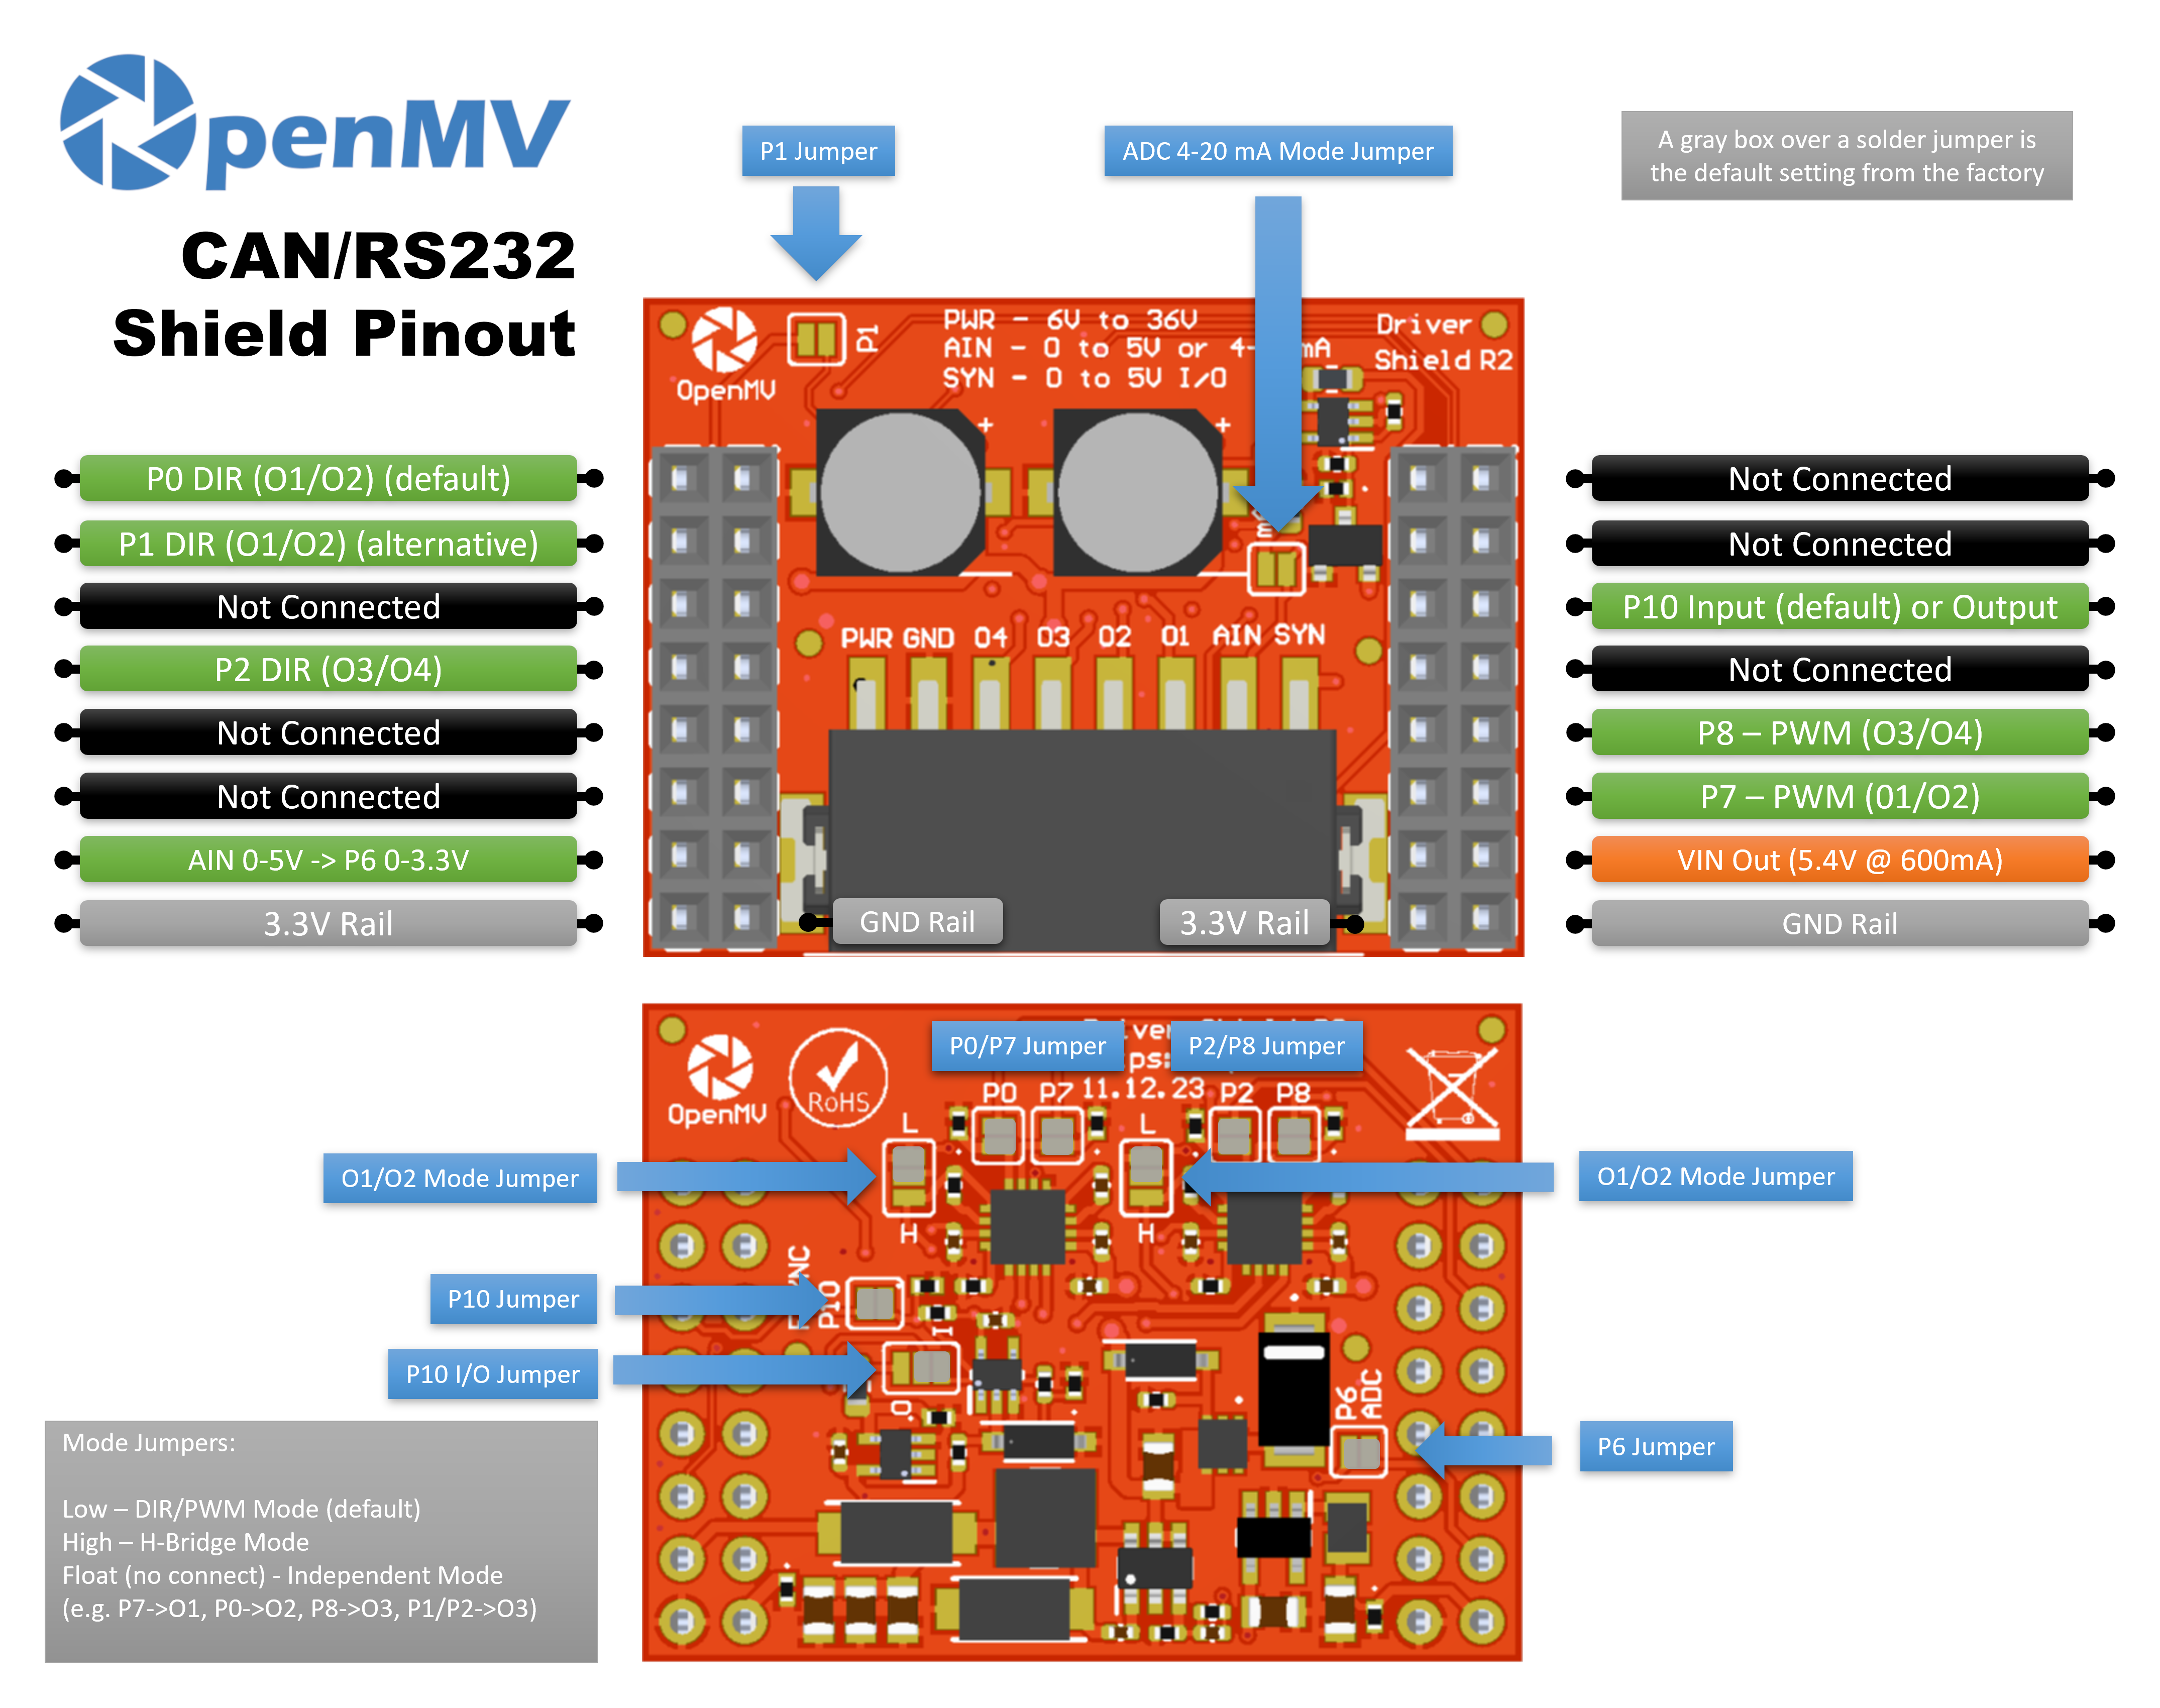 OpenMV
CAN/RS232
Shield Pinout
P1 Jumper
ADC 4-20 mA Mode Jumper
A gray box over a solder jumper is
the default setting from the factory
OpenMV
P1
PWR - 6V to 36V
AIN - 0 to 5V or 4- mA
SYN - 0 to 5V I/O
Driver
Shield R2
P0 DIR (O1/O2) (default)
P1 DIR (O1/O2) (alternative)
Not Connected
P2 DIR (O3/O4)
Not Connected
Not Connected
AIN 0-5V -> P6 0-3.3V
3.3V Rail
PWR GND O4 O3 O2 O1 AIN SYN
GND Rail
3.3V Rail
Not Connected
Not Connected
P10 Input (default) or Output
Not Connected
P8 – PWM (O3/O4)
P7 – PWM (01/O2)
VIN Out (5.4V @ 600mA)
GND Rail
P0/P7 Jumper
P2/P8 Jumper
OpenMV
RoHS
11.12.23
P0 P7
P2 P8
L
H
L
H
O1/O2 Mode Jumper
O1/O2 Mode Jumper
P10 Jumper
P10
I
P10 I/O Jumper
O
P6
ADC
P6 Jumper
Mode Jumpers:
Low – DIR/PWM Mode (default)
High – H-Bridge Mode
Float (no connect) - Independent Mode
(e.g. P7->O1, P0->O2, P8->O3, P1/P2->O3)